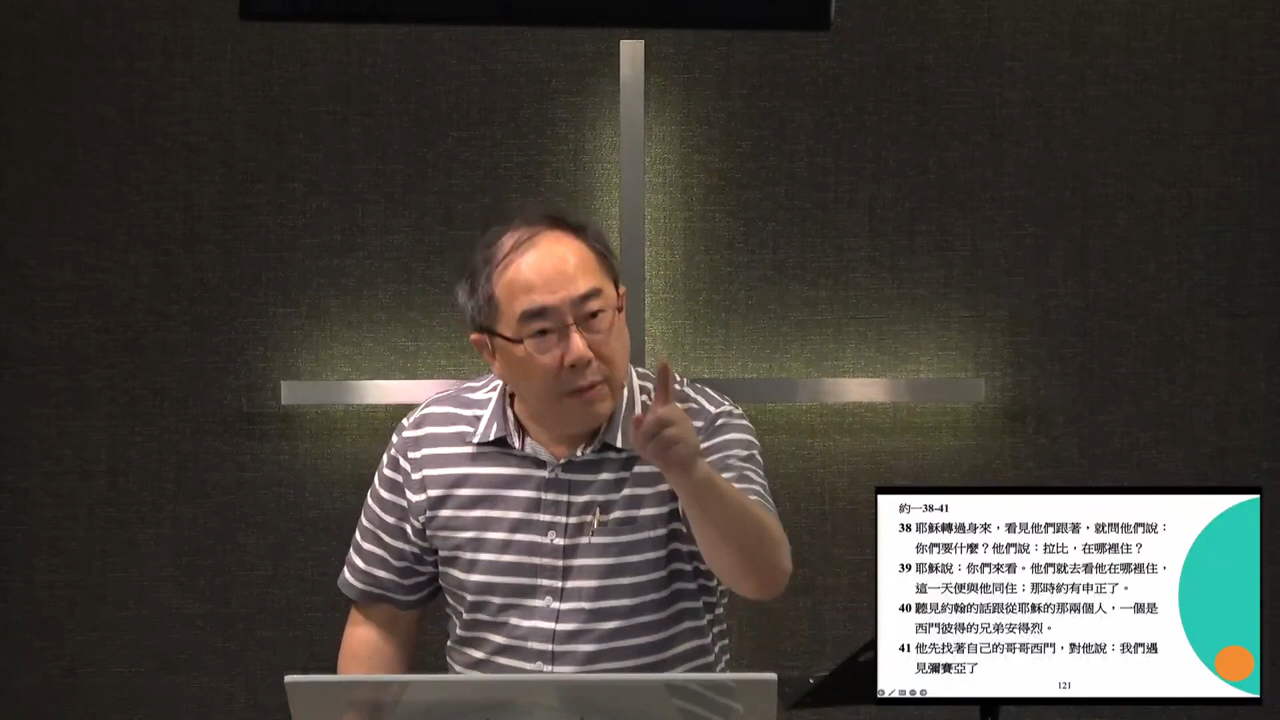 約一38-41
38 耶穌轉過身來，看見他們跟著，就問他們說：
你們要什麼？他們說：拉比，在哪裡住？
39 耶穌說：你們來看。他們就去看他在哪裡住，
這一天便與他同住；那時約有申正了。
40 聽見約翰的話跟從耶穌的那兩個人，一個是
西門彼得的兄弟安得烈。
41 他先找著自己的哥哥西門，對他說：我們遇
見彌賽亞了
121